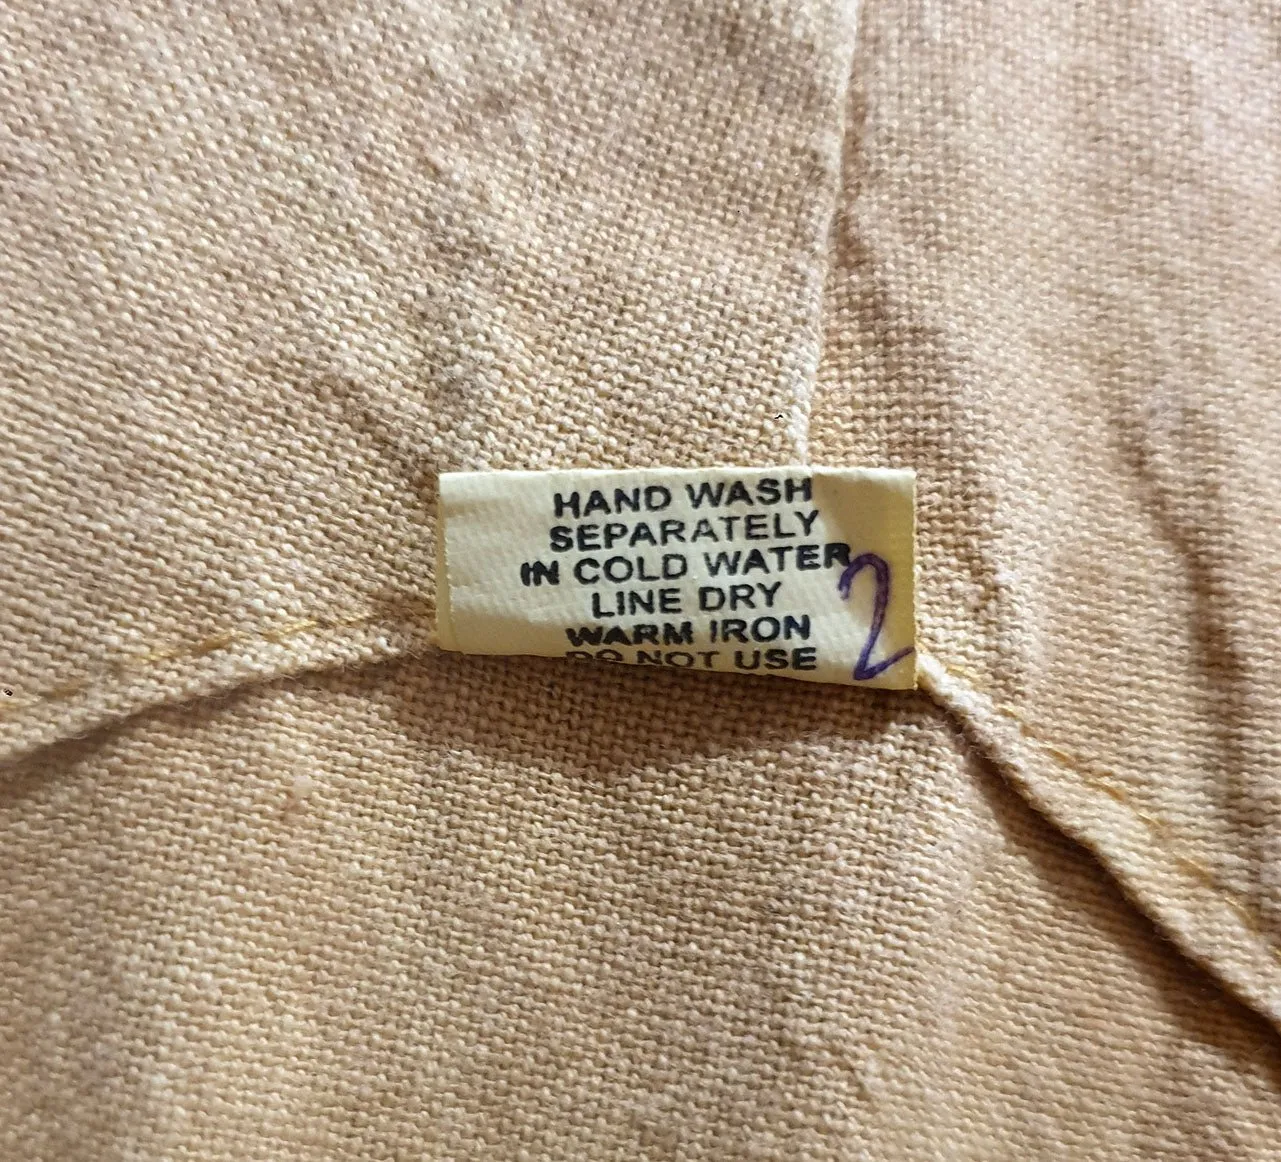 HAND WASH
SEPARATELY
IN COLD WATER
LINE DRY
WARM IRON
DO NOT USE
2